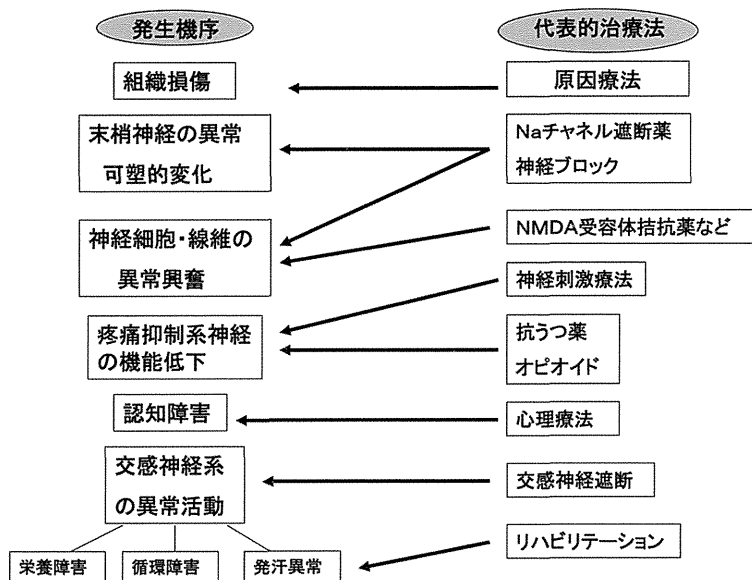 発生機序
代表的治療法
組織損傷
原因療法
末梢神経の異常
可塑的変化
Naチャネル遮断薬
神経ブロック
神経細胞・線維の
異常興奮
NMDA受容体拮抗薬など
神経刺激療法
疼痛抑制系神経
の機能低下
抗うつ薬
オピオイド
認知障害
心理療法
交感神経系
の異常活動
交感神経遮断
リハビリテーション
栄養障害
循環障害
発汗異常